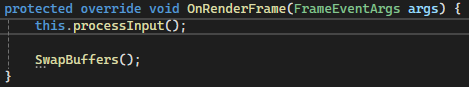 protected override void OnRenderFrame(FrameEventArgs args) {
    this.processInput();

    SwapBuffers();
}